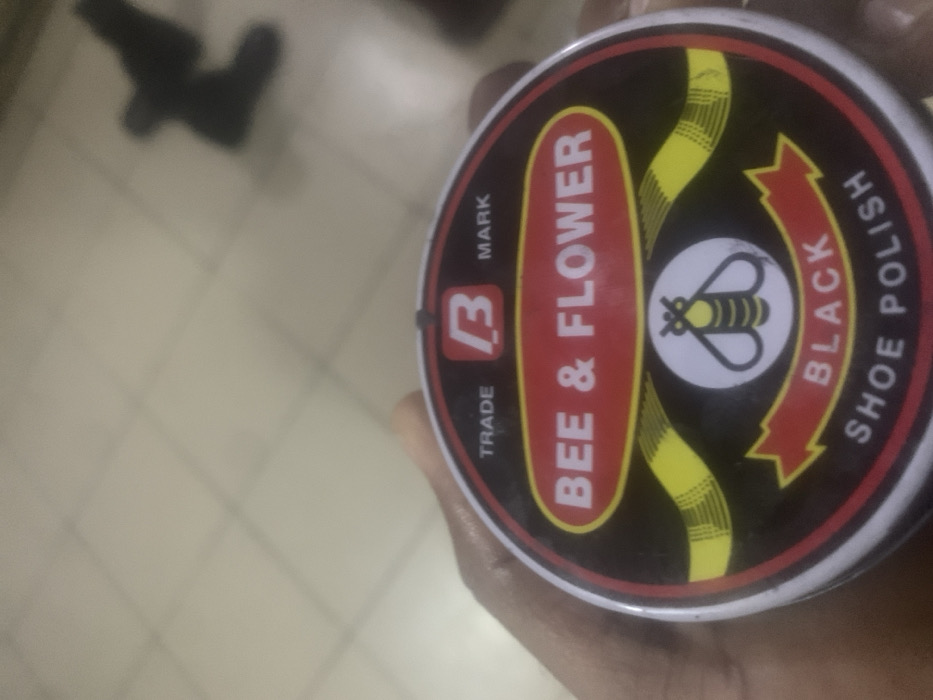 TRADE B MARK
BEE & FLOWER
BLACK
SHOE POLISH